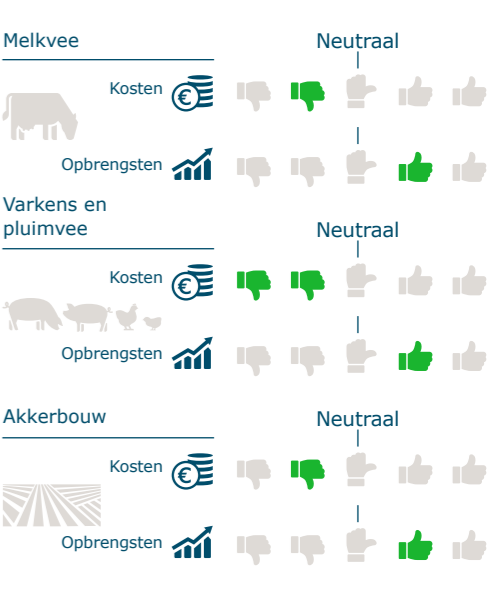 Melkvee
Neutraal
Kosten
€
Opbrengsten
Varkens en
pluimvee
Neutraal
Kosten
€
Opbrengsten
Akkerbouw
Neutraal
Kosten
€
Opbrengsten